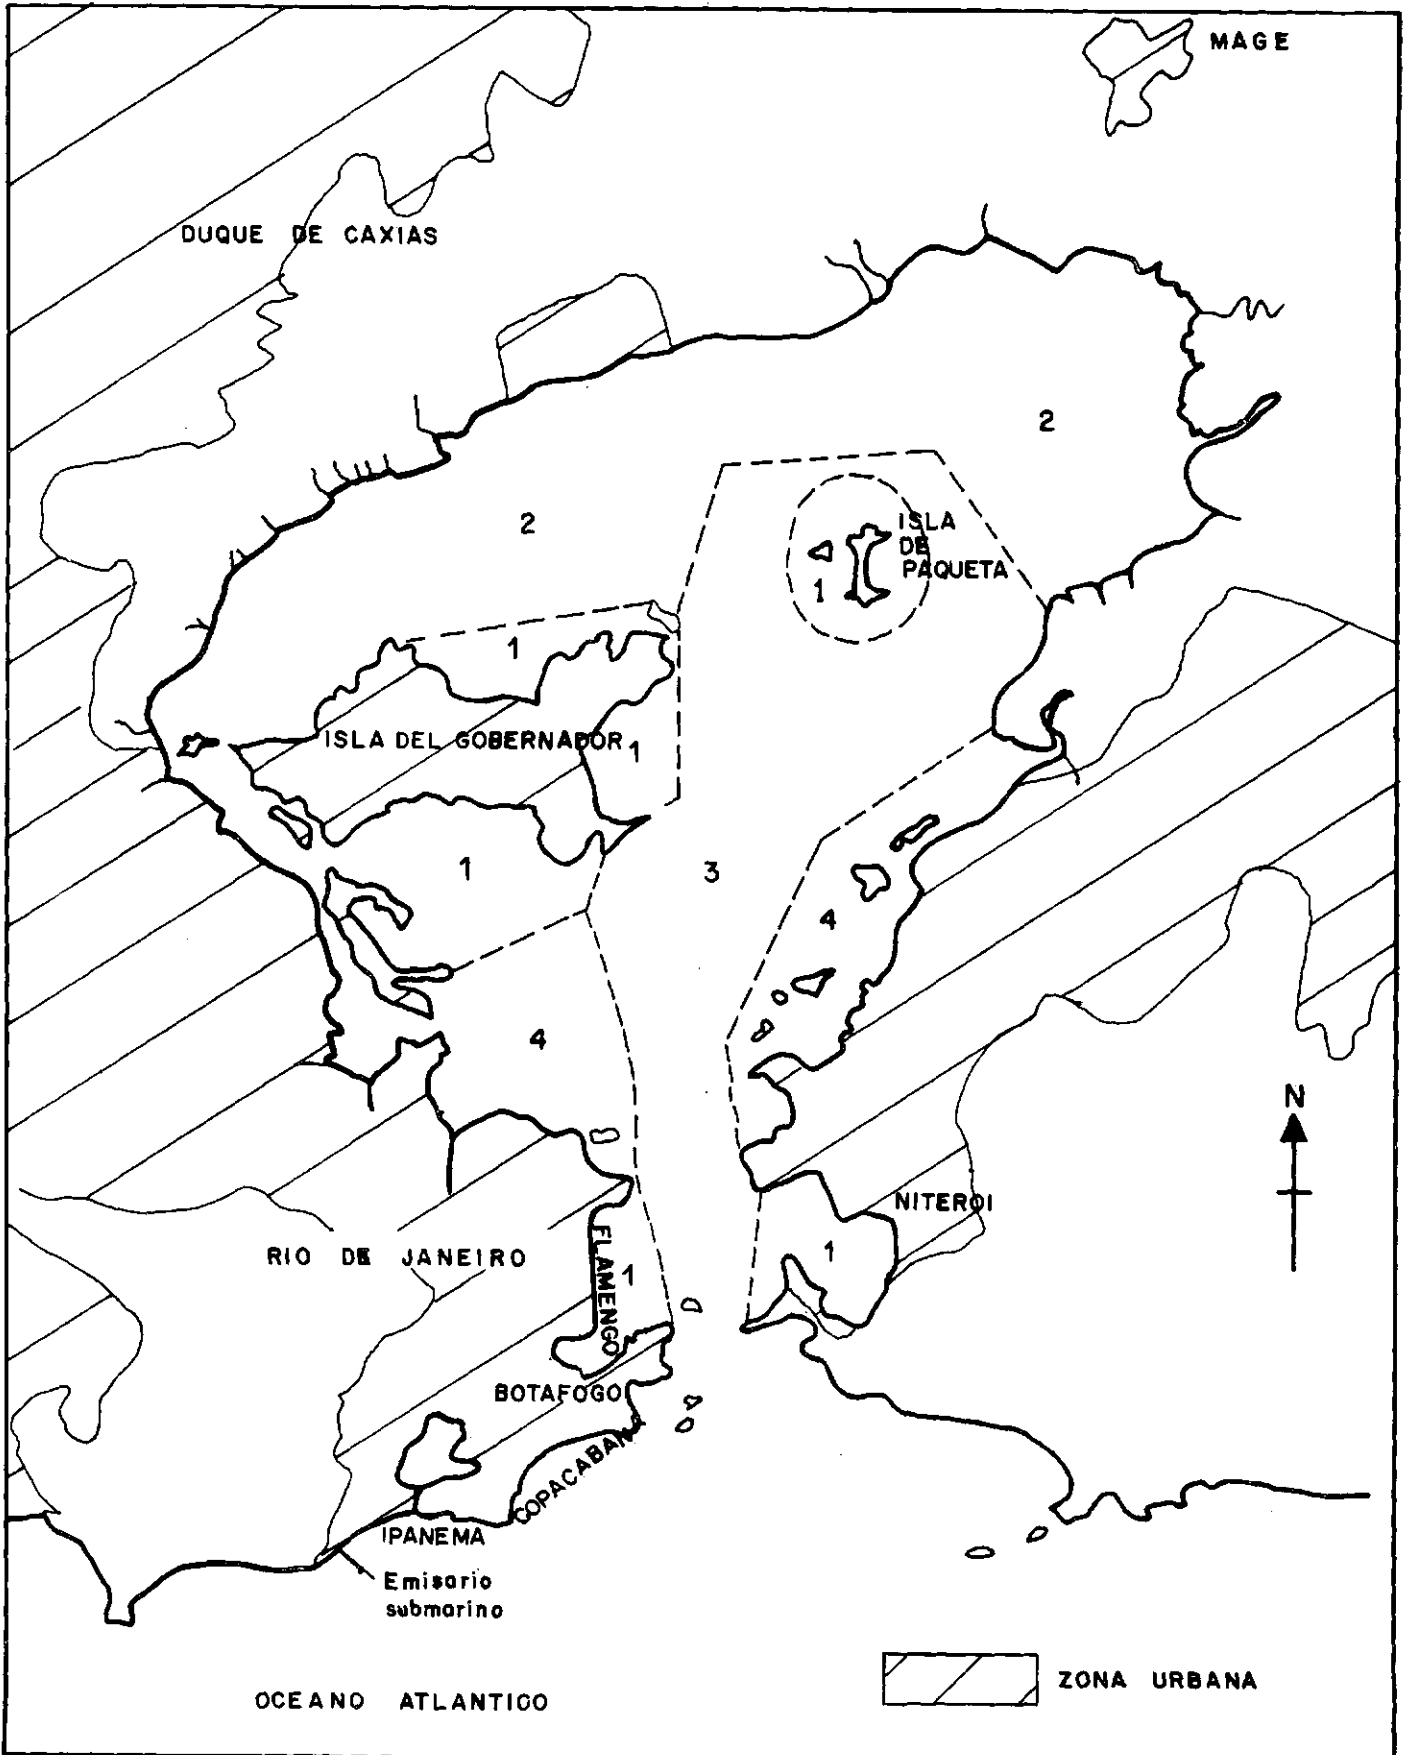 MAGE
DUQUE DE CAXIAS
2
2
ISLA
DE
PAQUETA
1
1
ISLA DEL GOBERNADOR
1
1
3
4
4
N
NITEROI
RIO DE JANEIRO
FLAMENGO
1
1
BOTAFOGO
COPACABANA
IPANEMA
Emisario
submarino
ZONA URBANA
OCEANO ATLANTICO